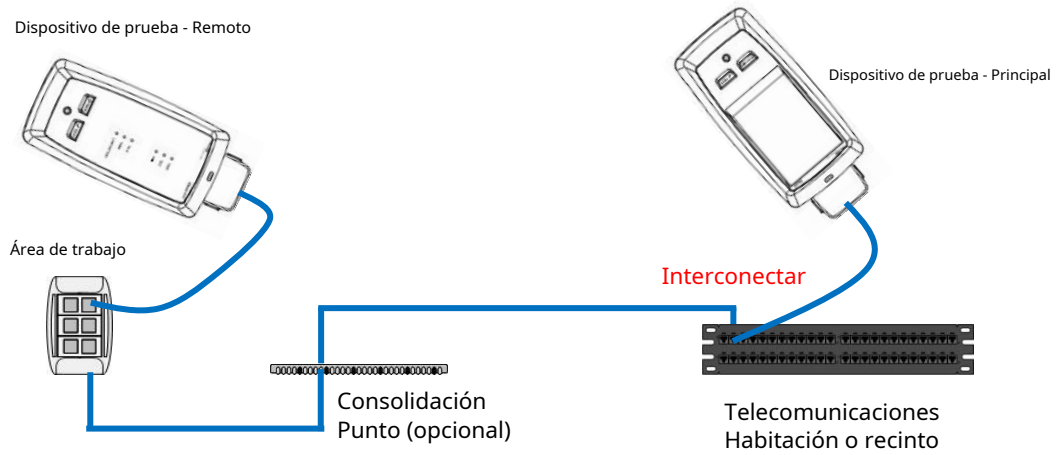 Dispositivo de prueba - Remoto
Dispositivo de prueba - Principal
Área de trabajo
Interconectar
Consolidación
Punto (opcional)
Telecomunicaciones
Habitación o recinto